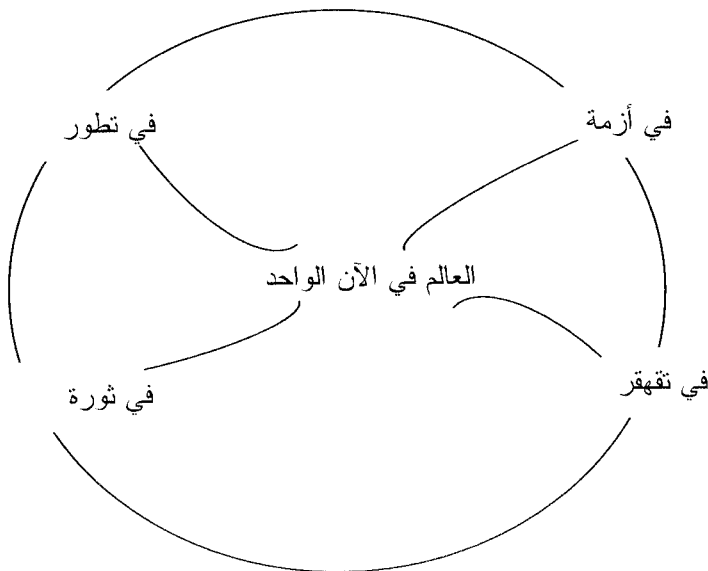 في أزمة
في تطور
العالم في الآن الواحد
في تقهقر
في ثورة